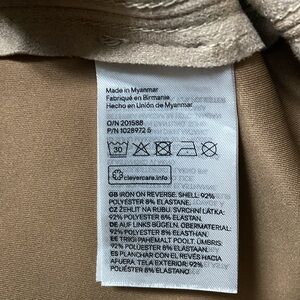 Made in Myanmar
Fabriqué en Birmanie
Hecho en Unión de Myanmar
O/N 201588
P/N 1028972 5
30
clevercare.info
GB IRON ON REVERSE. SHELL: 92%
POLYESTER 8% ELASTANE.
CZ ŽEHLIT NA RUBU. SVRCHNÍ LÁTKA:
92% POLYESTER 8% ELASTAN.
DE AUF LINKS BÜGELN. OBERMATERIAL:
92% POLYESTER 8% ELASTHAN.
EE TRIIGI PAHEMALT POOLT. ÜMBRIS:
92% POLÜESTER 8% ELASTAAN.
ES PLANCHAR CON EL REVÉS HACIA
AFUERA. TELA EXTERIOR: 92%
POLIÉSTER 8% ELASTANO.